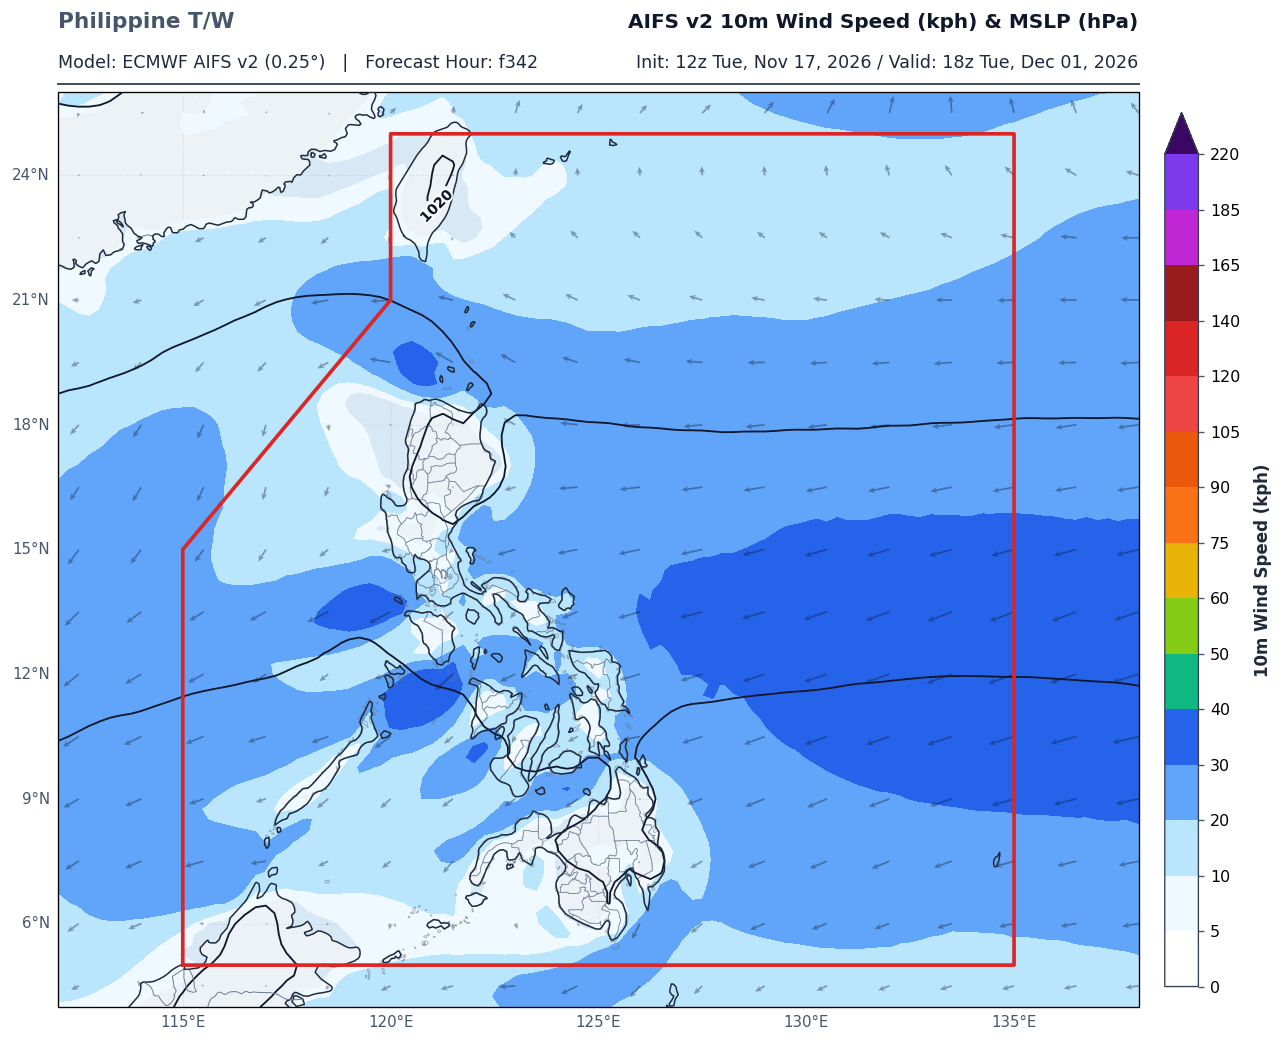 Philippine T/W
AIFS v2 10m Wind Speed (kph) & MSLP (hPa)
Model: ECMWF AIFS v2 (0.25°) | Forecast Hour: f342
Init: 12z Tue, Nov 17, 2026 / Valid: 18z Tue, Dec 01, 2026
24°N
21°N
18°N
15°N
12°N
9°N
6°N
1020
115°E
120°E
125°E
130°E
135°E
220
185
165
140
120
105
90
75
60
50
40
30
20
10
5
0
10m Wind Speed (kph)